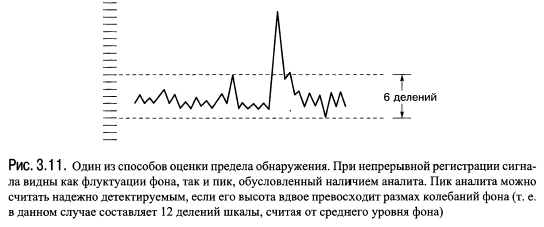 6 делений
Рис. 3.11. Один из способов оценки предела обнаружения. При непрерывной регистрации сигна-
ла видны как флуктуации фона, так и пик, обусловленный наличием аналита. Пик аналита можно
считать надежно детектируемым, если его высота вдвое превосходит размах колебаний фона (т. е.
в данном случае составляет 12 делений шкалы, считая от среднего уровня фона)